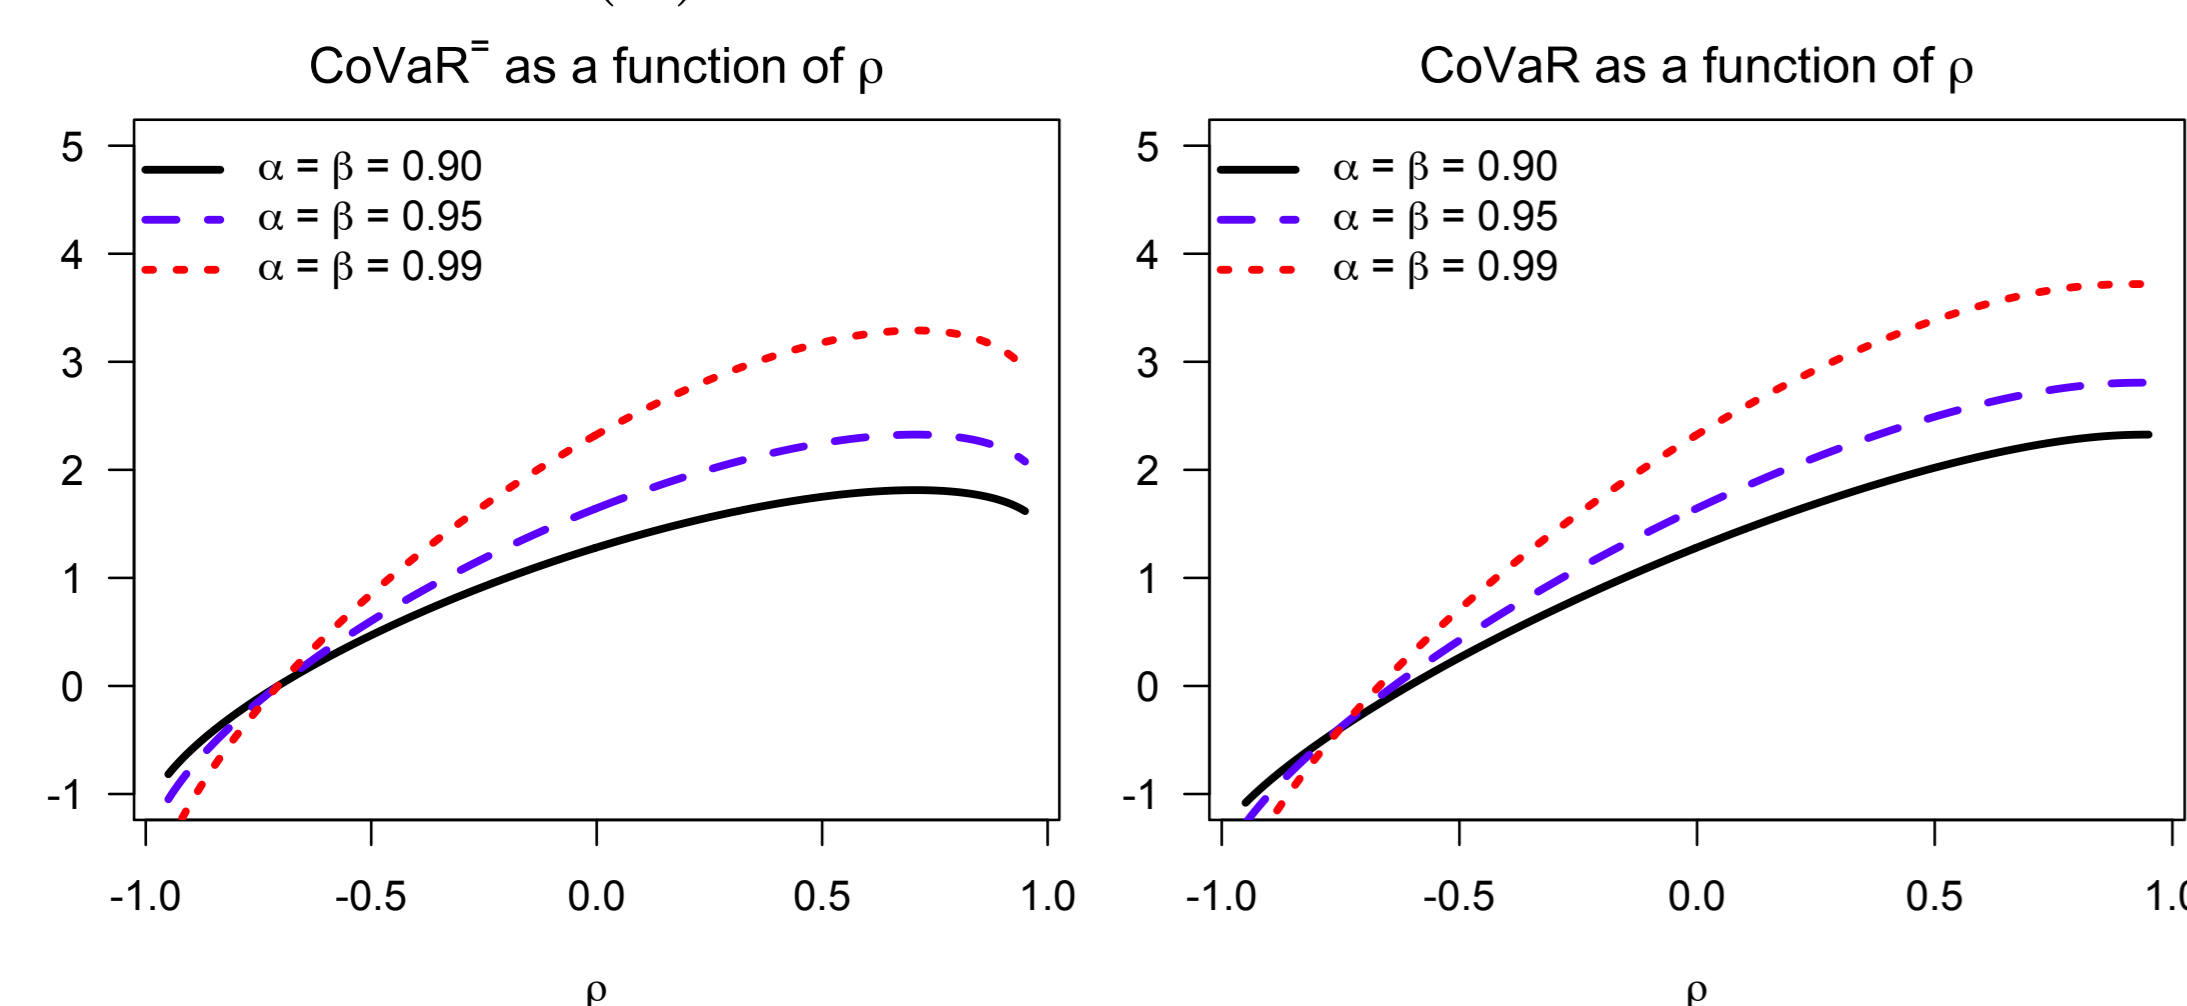 CoVaR= as a function of ρ
5
4
3
2
1
0
-1
α = β = 0.90
α = β = 0.95
α = β = 0.99
-1.0 -0.5 0.0 0.5 1.0
ρ
CoVaR as a function of ρ
5
4
3
2
1
0
-1
α = β = 0.90
α = β = 0.95
α = β = 0.99
-1.0 -0.5 0.0 0.5 1.0
ρ